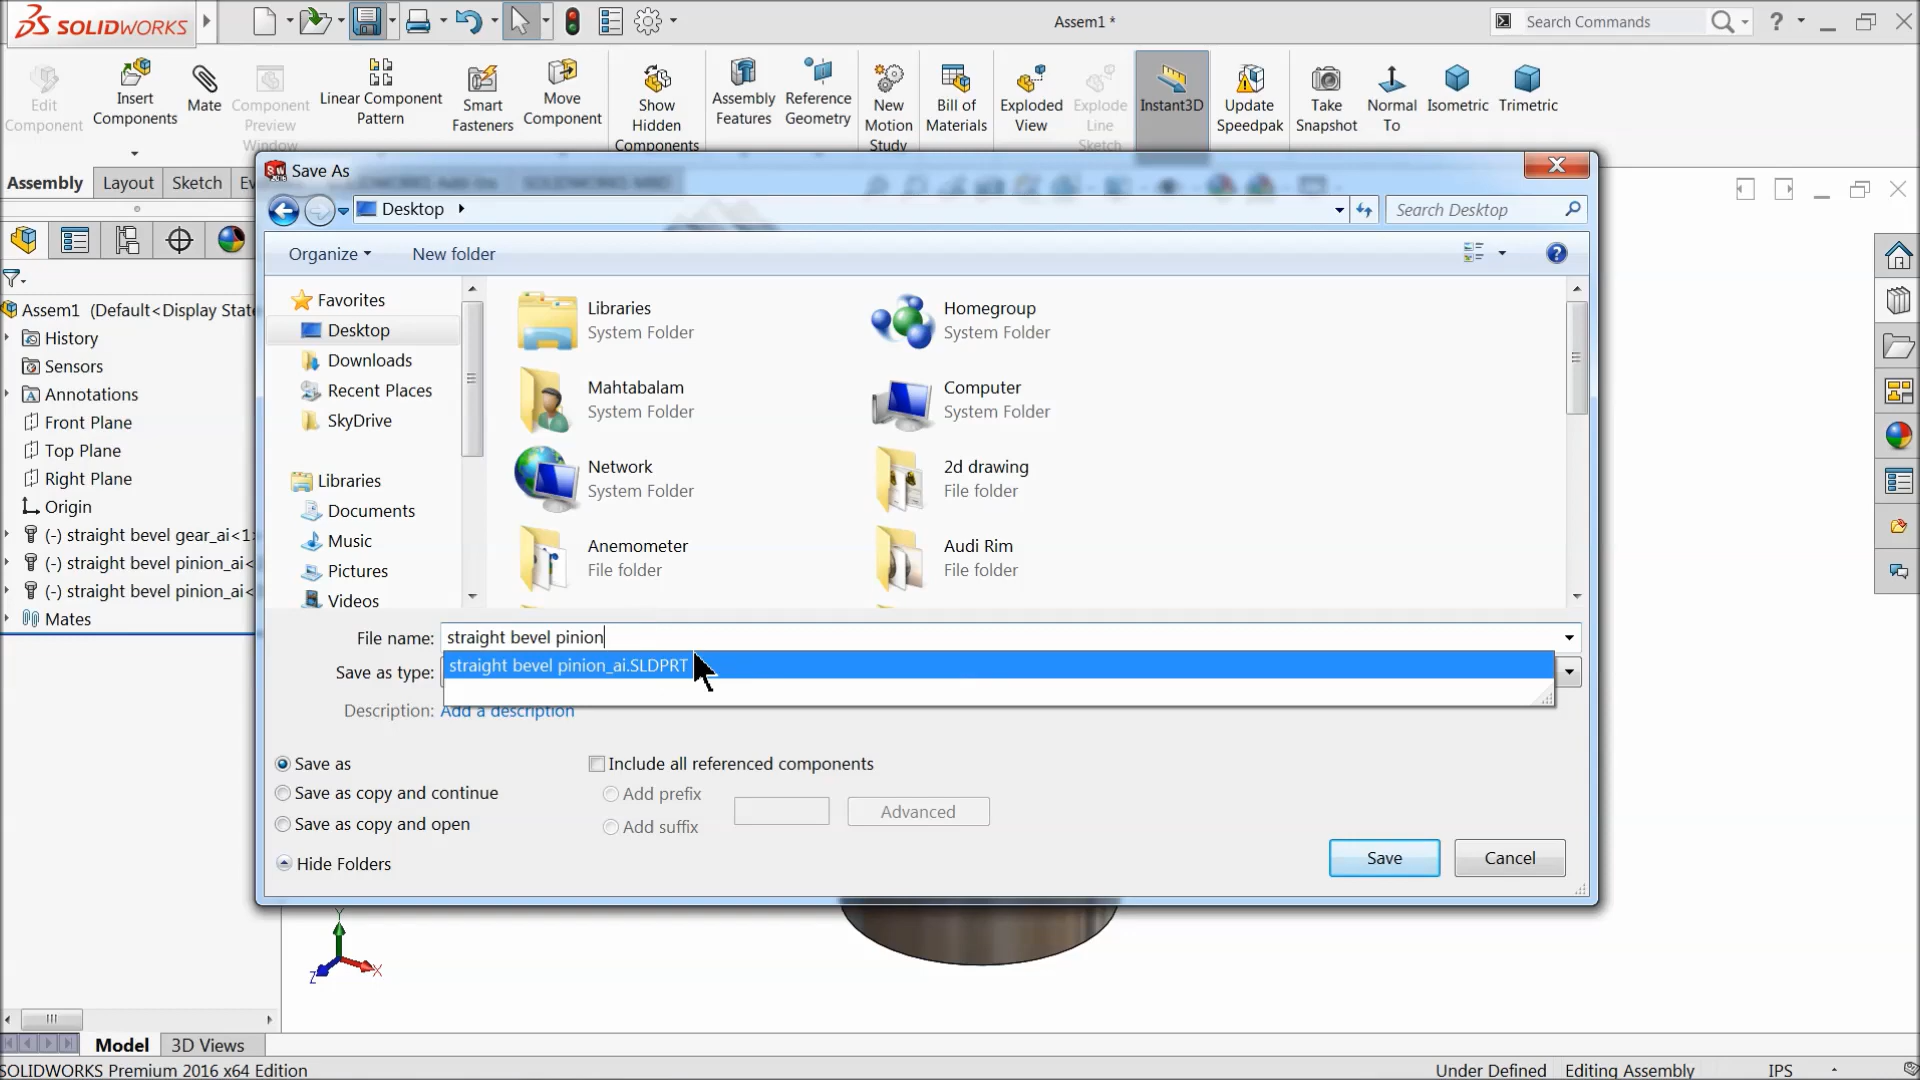 SOLIDWORKS
Assem1 *
Search Commands
?
Edit Component
Insert Components
Mate
Component Preview Window
Linear Component Pattern
Smart Fasteners
Move Component
Show Hidden Components
Assembly Features
Reference Geometry
New Motion Study
Bill of Materials
Exploded View
Explode Line Sketch
Instant3D
Update Speedpak
Take Snapshot
Normal To
Isometric
Trimetric
Assembly
Layout
Sketch
SOLIDWORKS MBD
Save As
Desktop
Search Desktop
Organize
New folder
?
Assem1 (Default<Display State
History
Sensors
Annotations
Front Plane
Top Plane
Right Plane
Origin
(-) straight bevel gear_ai<1
(-) straight bevel pinion_ai<
(-) straight bevel pinion_ai<
Mates
Favorites
Desktop
Downloads
Recent Places
SkyDrive
Libraries
Documents
Music
Pictures
Videos
Libraries
System Folder
Homegroup
System Folder
Mahtabalam
System Folder
Computer
System Folder
Network
System Folder
2d drawing
File folder
Anemometer
File folder
Audi Rim
File folder
File name: straight bevel pinion
straight bevel pinion_ai.SLDPRT
Save as type:
Description: Add a description
Save as
Save as copy and continue
Save as copy and open
Include all referenced components
Add prefix
Add suffix
Advanced
Hide Folders
Save
Cancel
Y
Z
X
Model
3D Views
SOLIDWORKS Premium 2016 x64 Edition
Under Defined
Editing Assembly
IPS